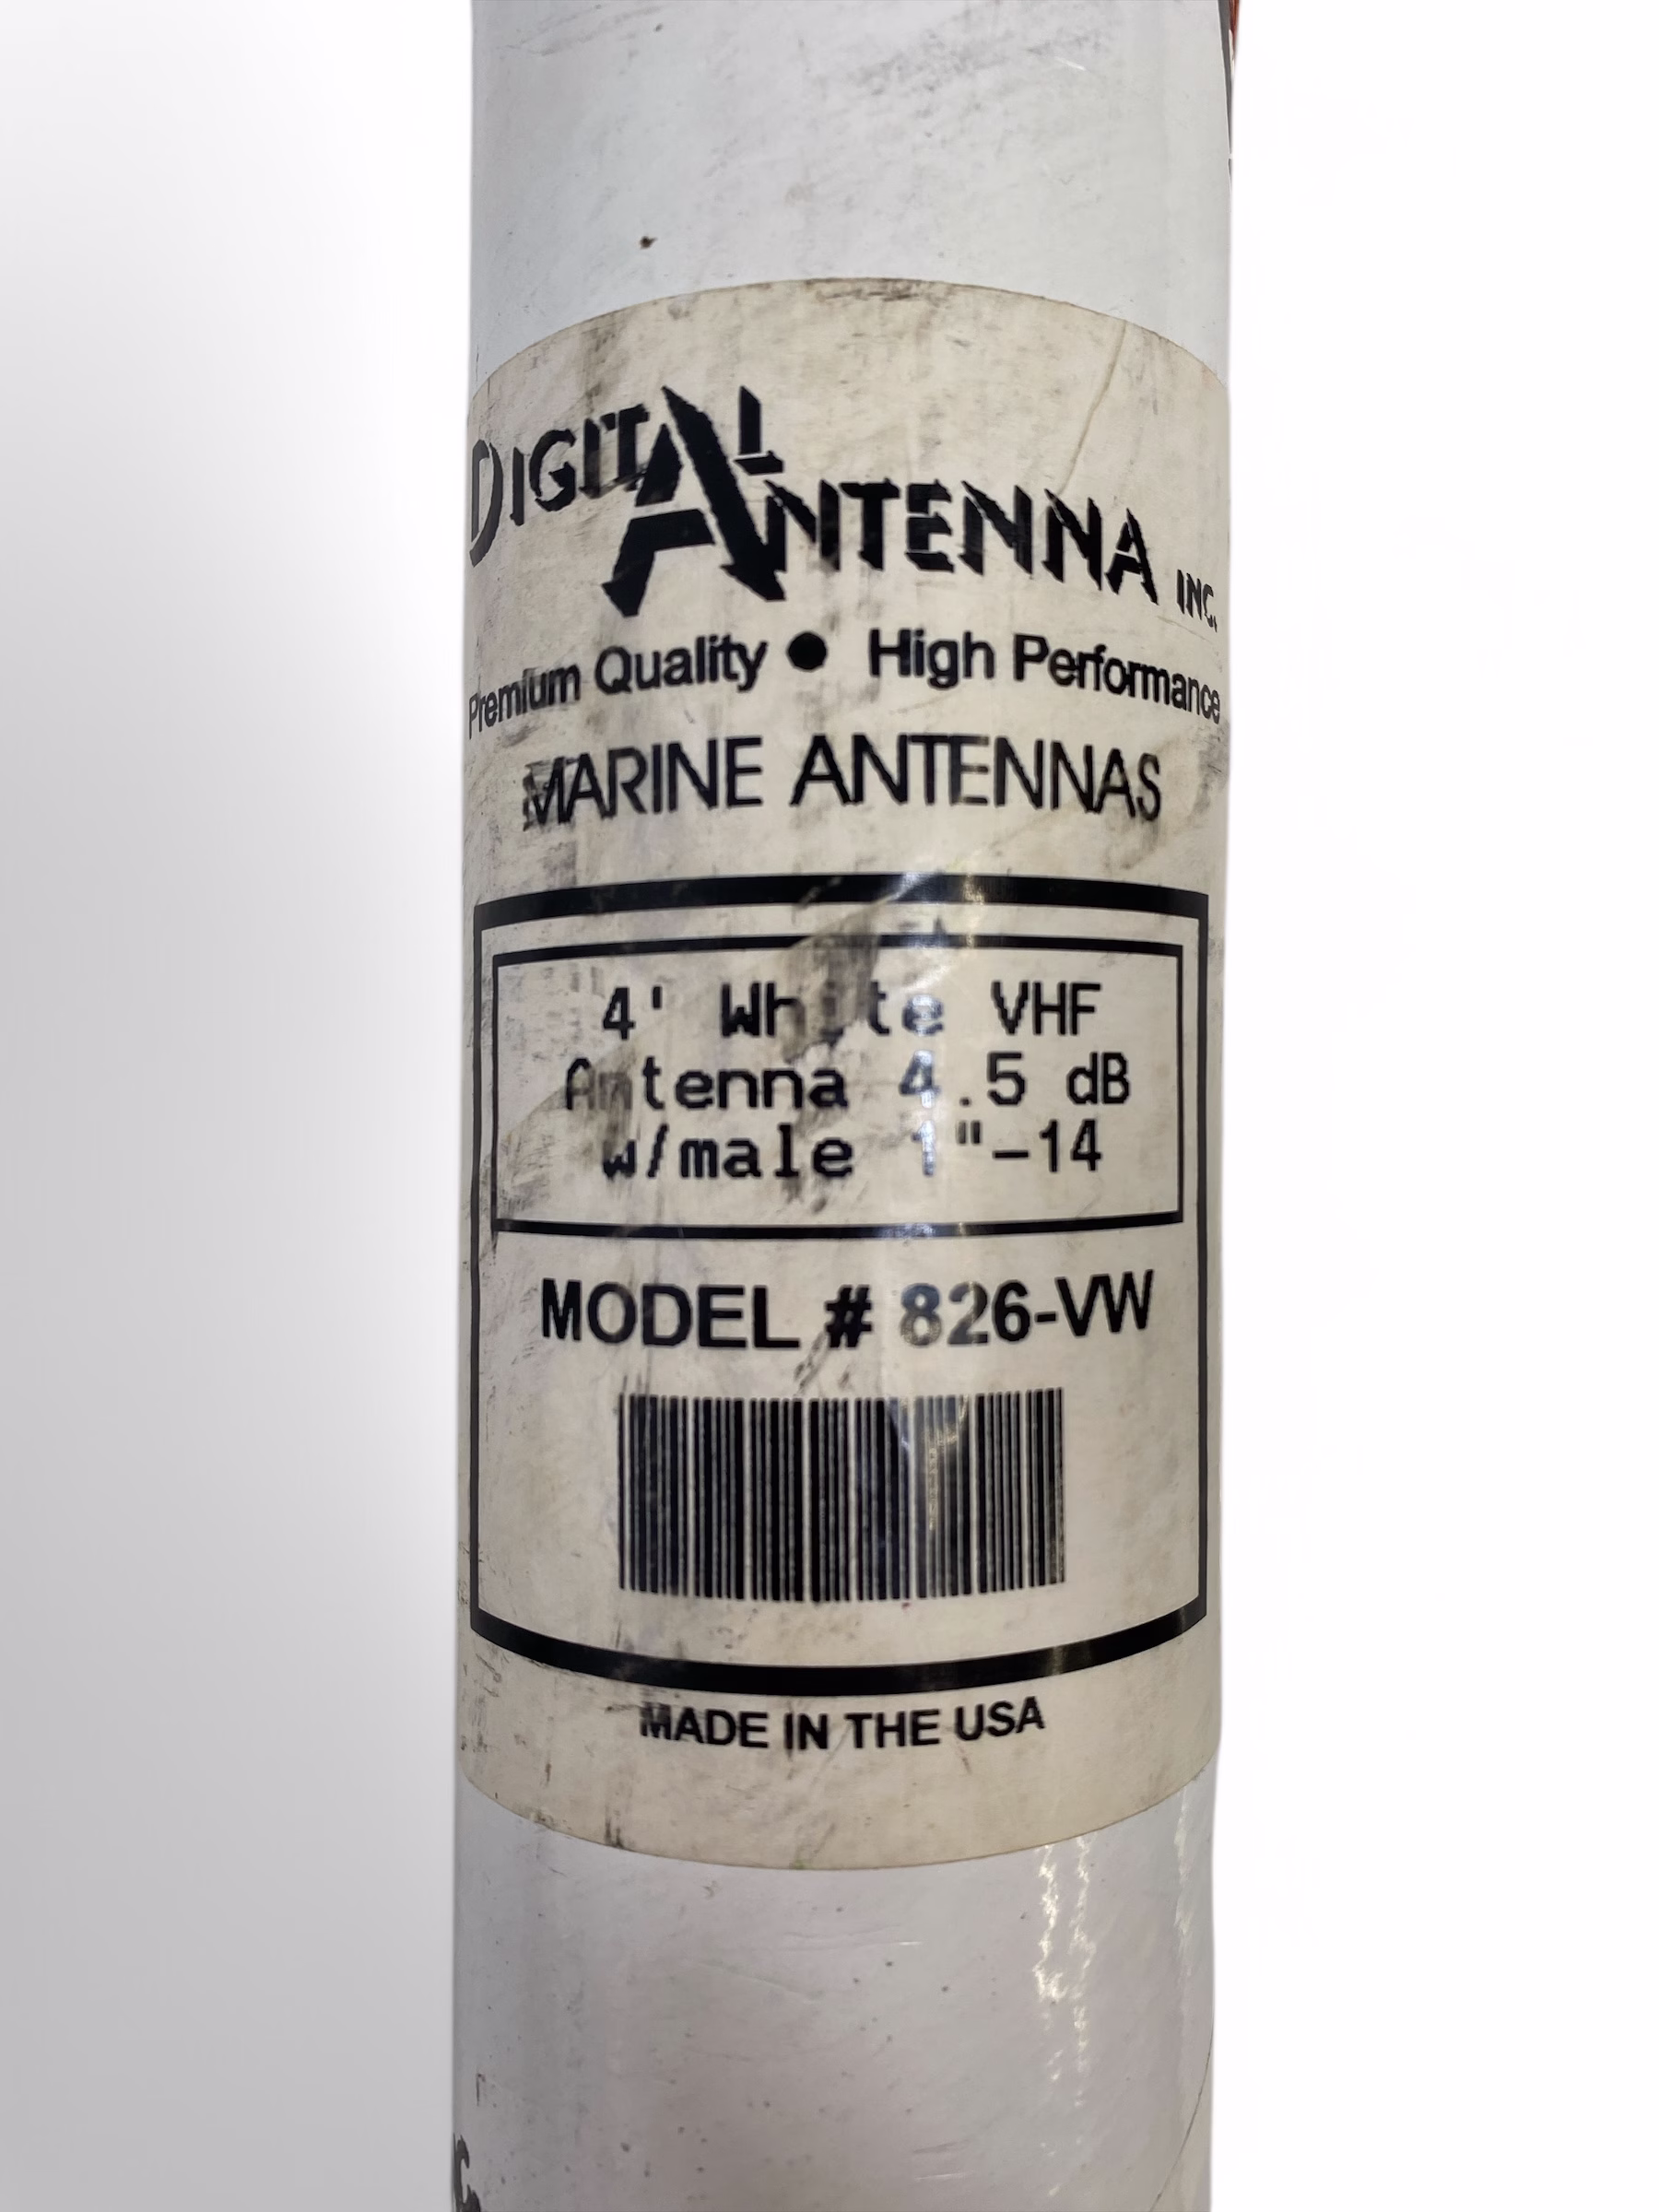 DIGITAL ANTENNA INC.
Premium Quality ● High Performance
MARINE ANTENNAS
4' White VHF
Antenna 4.5 dB
w/male 1"-14
MODEL # 826-VW
MADE IN THE USA